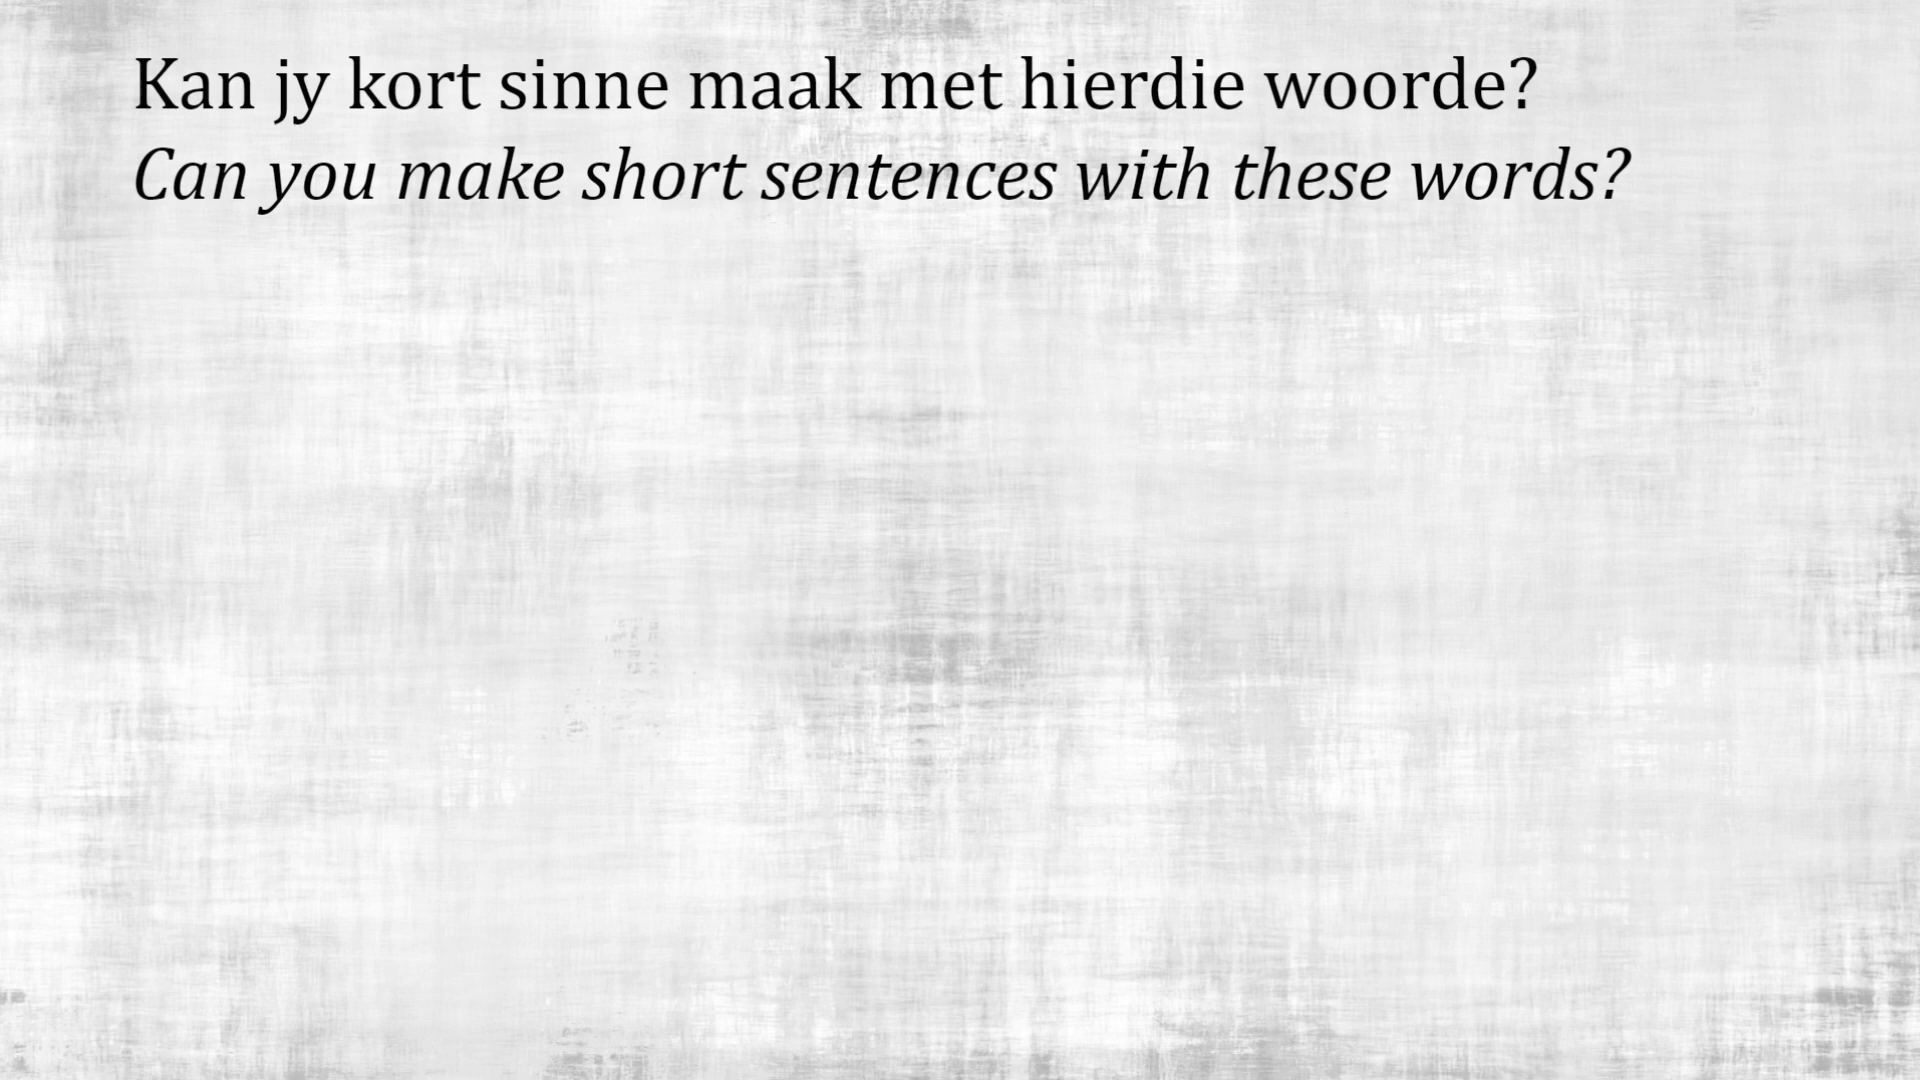 Kan jy kort sinne maak met hierdie woorde?
Can you make short sentences with these words?